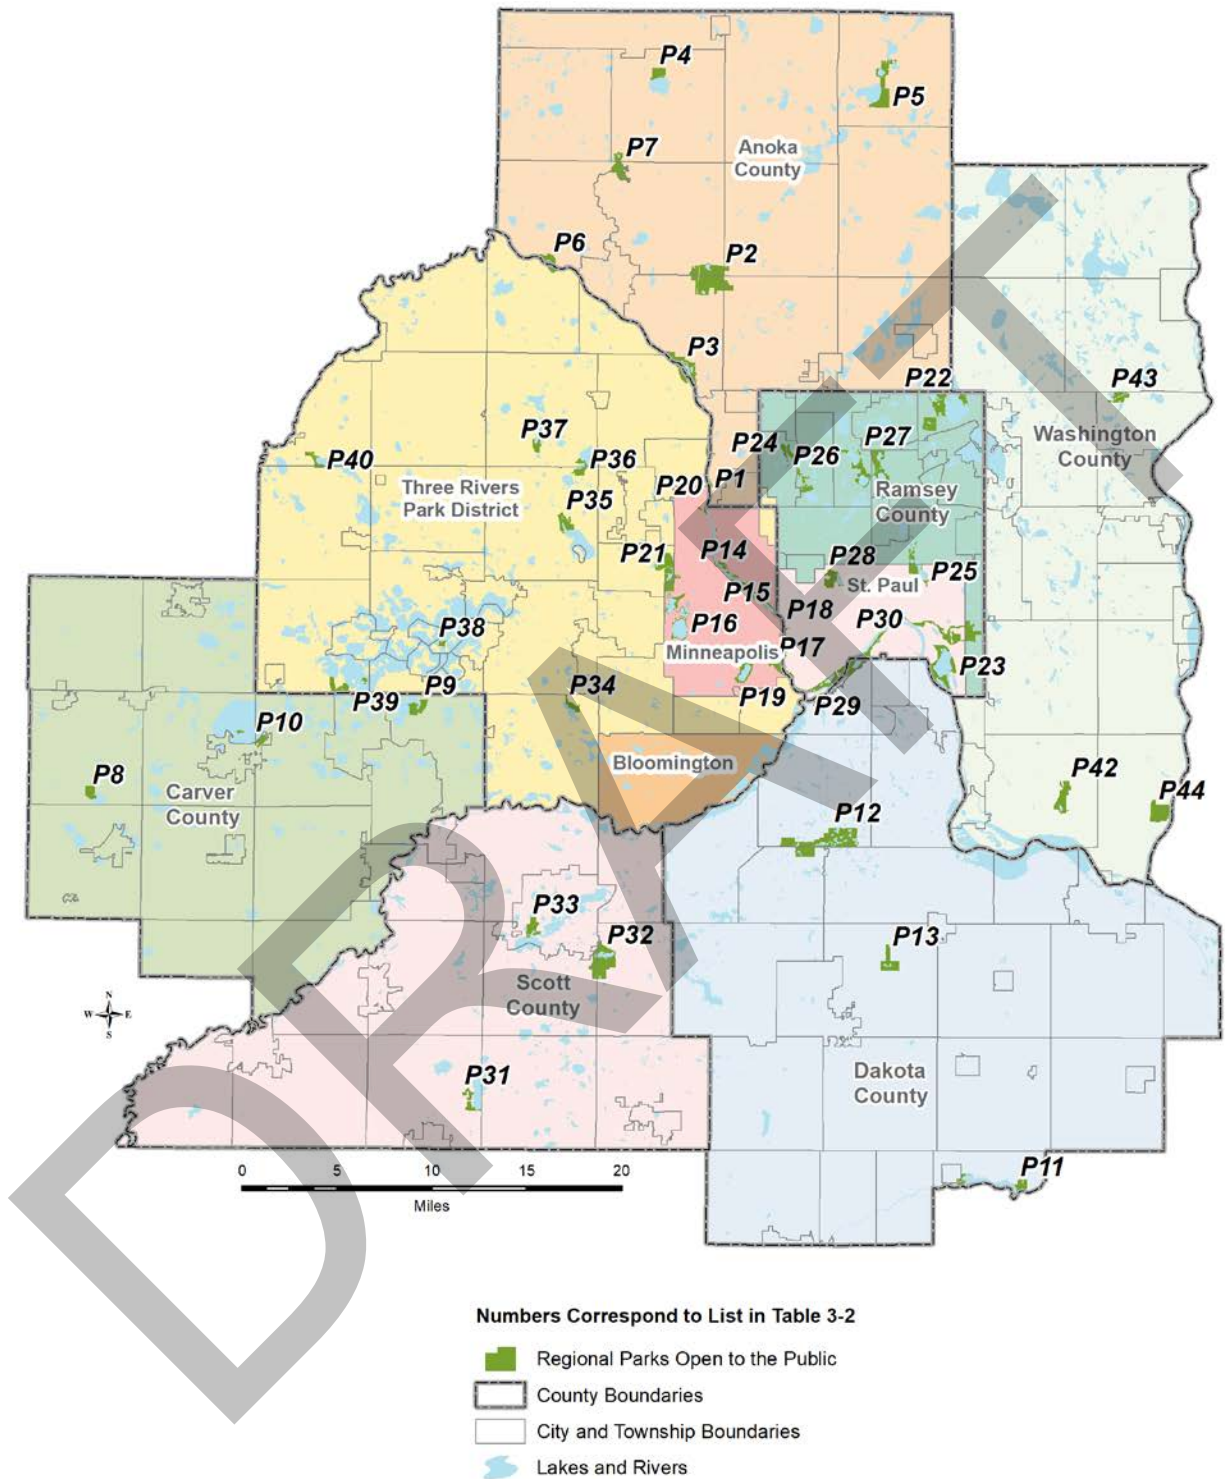 P4
P5
P7
Anoka
County
P6
P2
P3
P22
P43
P37
P24
P27
Washington
County
P40
P36
P26
Three Rivers
Park District
P20
P1
Ramsey
County
P35
P21
P14
P28
P25
St. Paul
P15
P18
P38
P16
P30
Minneapolis
P17
P23
P39
P9
P34
P19
P29
P10
Bloomington
P8
Carver
County
P42
P44
P12
P33
P32
P13
Scott
County
N
W E
S
P31
Dakota
County
P11
0 5 10 15 20
Miles
DRAFT
Numbers Correspond to List in Table 3-2
Regional Parks Open to the Public
County Boundaries
City and Township Boundaries
Lakes and Rivers